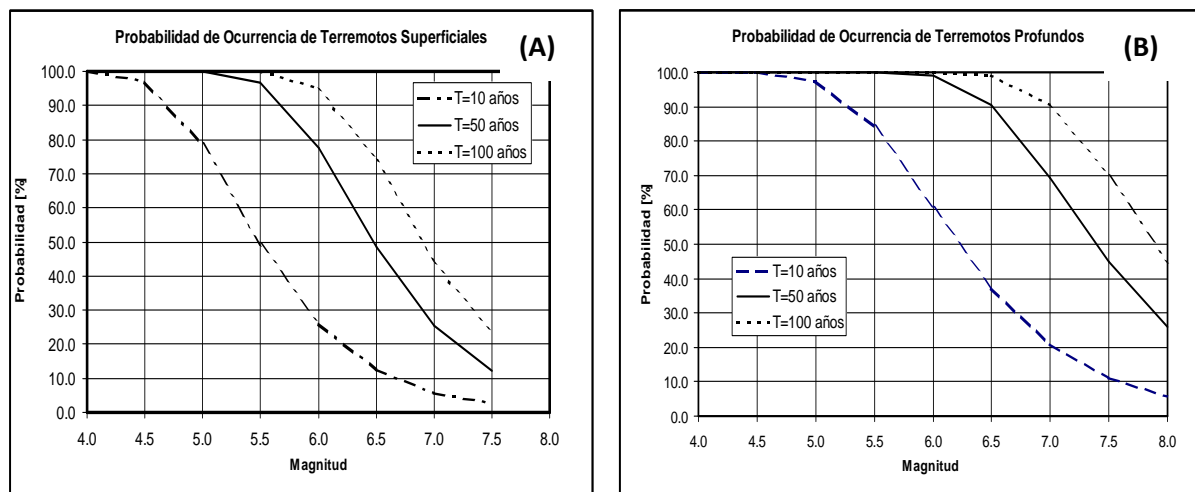 Probabilidad de Ocurrencia de Terremotos Superficiales
(A)
100.0
90.0
80.0
70.0
60.0
50.0
40.0
30.0
20.0
10.0
0.0
Probabilidad [%]
T=10 años
T=50 años
T=100 años
4.0 4.5 5.0 5.5 6.0 6.5 7.0 7.5 8.0
Magnitud
Probabilidad de Ocurrencia de Terremotos Profundos
(B)
100.0
90.0
80.0
70.0
60.0
50.0
40.0
30.0
20.0
10.0
0.0
Probabilidad [%]
T=10 años
T=50 años
T=100 años
4.0 4.5 5.0 5.5 6.0 6.5 7.0 7.5 8.0
Magnitud